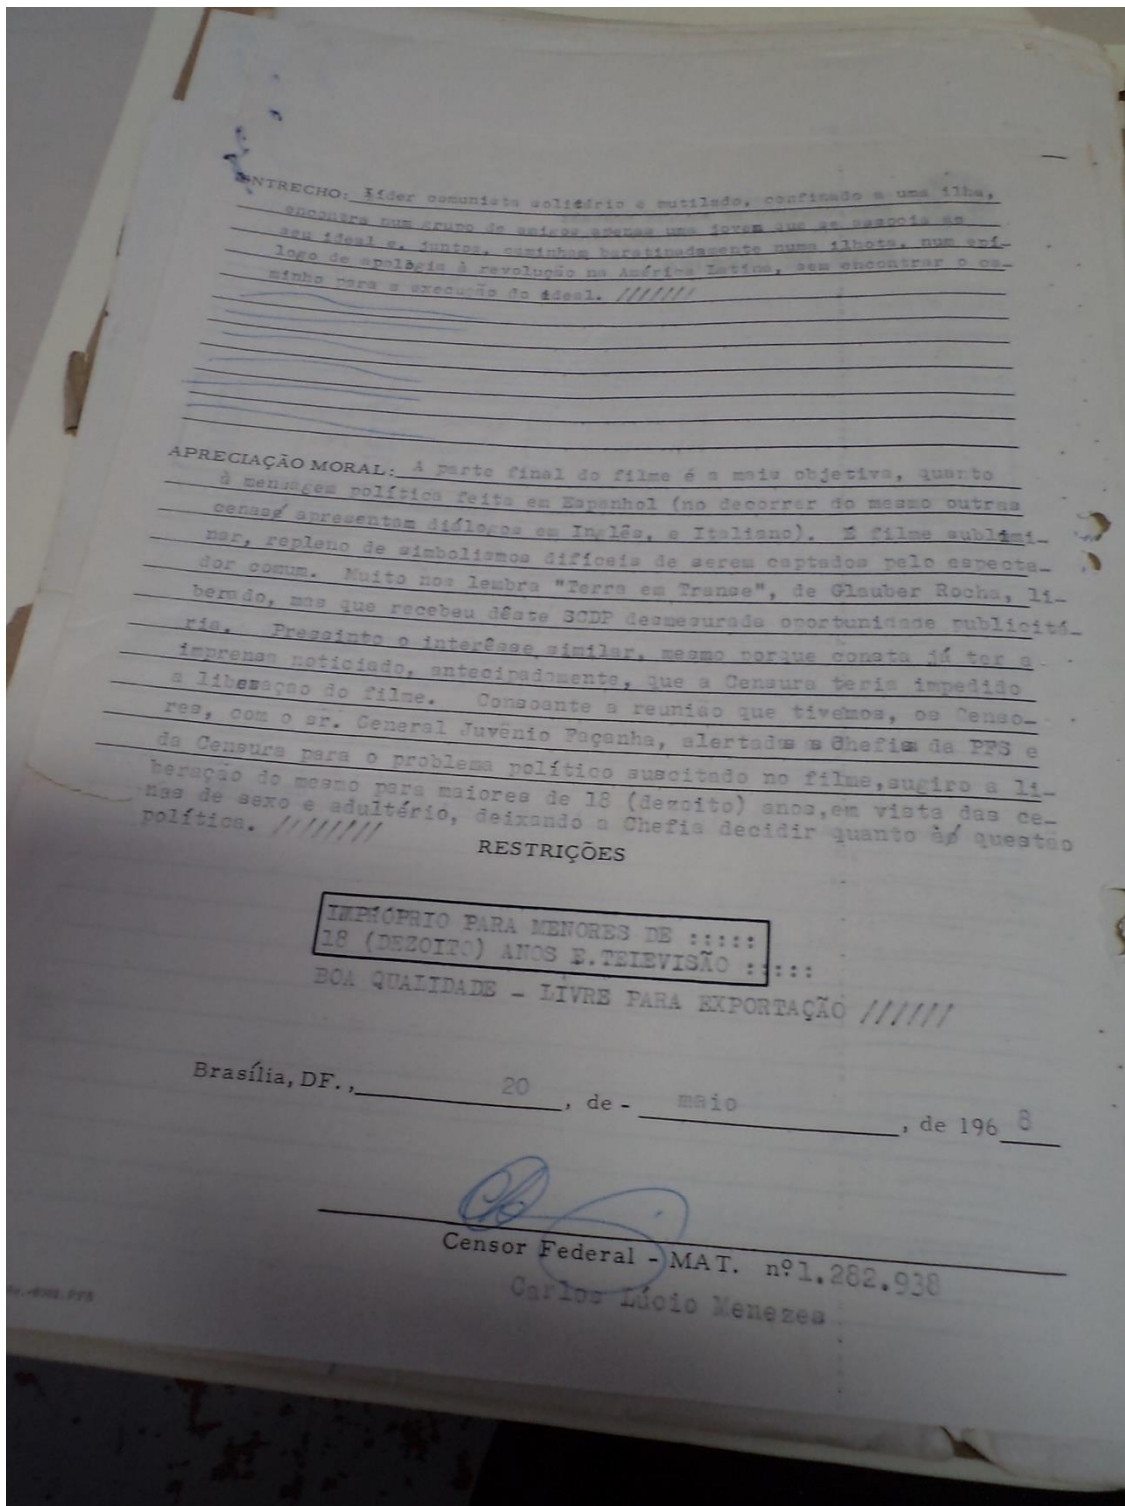 ENTRECHO: Líder comunista solitário e mutilado, confinado a uma ilha,
encontra num grupo de amigos apenas uma jovem que se associa ao
seu ideal e, juntos, caminham baratinadamente numa ilhota, num epí-
logo de apologia à revolução na América Latina, sem encontrar o ca-
minho para a execução do ideal. ///////
APRECIAÇÃO MORAL: A parte final do filme é a mais objetiva, quanto
à mensagem política feita em Espanhol (no decorrer do mesmo outras
cenas apresentam diálogos em Inglês, e Italiano). É filme sublimi-
nar, repleno de simbolismos difíceis de serem captados pelo especta-
dor comum. Muito nos lembra "Terra em Transe", de Glauber Rocha, li-
berado, mas que recebeu dêste SCDP desmesurada oportunidade publicitá-
ria. Pressinto o interêsse similar, mesmo porque consta já ter a
imprensa noticiado, antecipadamente, que a Censura teria impedido
a liberação do filme. Consoante a reunião que tivemos, os Censo-
res, com o sr. General Juvênio Façanha, alertados a Chefia da PFS e
da Censura para o problema político suscitado no filme,sugiro a li-
beração do mesmo para maiores de 18 (dezoito) anos,em vista das ce-
nas de sexo e adultério, deixando a Chefia decidir quanto à questão
política. ////////
RESTRIÇÕES
IMPRÓPRIO PARA MENORES DE :::::
18 (DEZOITO) ANOS E.TELEVISÃO :::::
BOA QUALIDADE - LIVRE PARA EXPORTAÇÃO //////
Brasília, DF., 20 , de - maio , de 1968
Censor Federal - MAT. nº 1.282.938
Carlos Lúcio Menezes